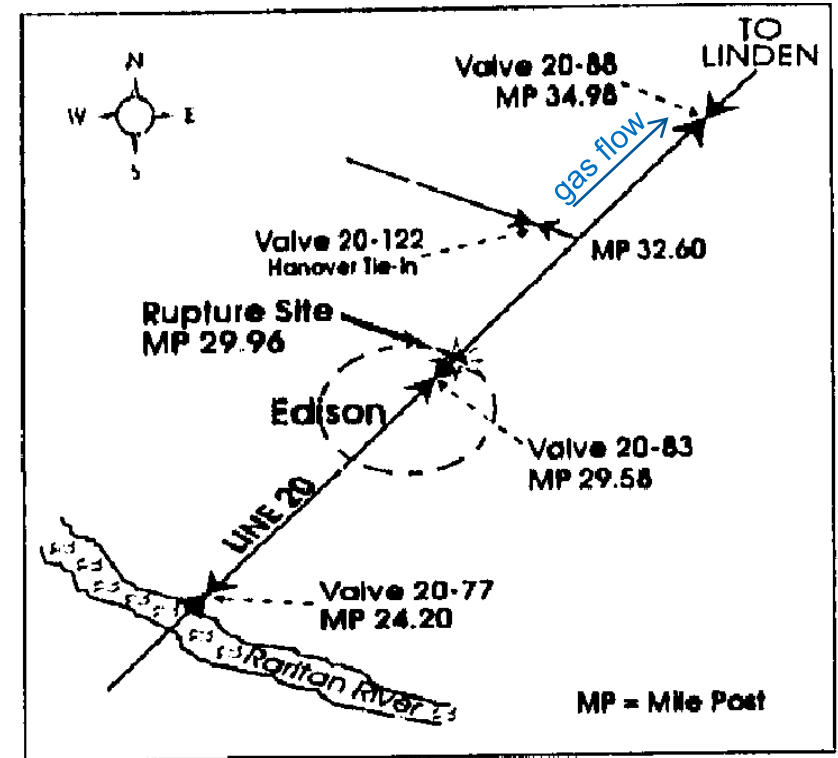 TO
LINDEN
Valve 20-88
MP 34.98
N
W
E
S
gas flow
Valve 20-122
Hanover Tie-in
MP 32.60
Rupture Site
MP 29.96
Edison
Valve 20-83
MP 29.58
LINE 20
Valve 20-77
MP 24.20
Raritan River
MP = Mile Post